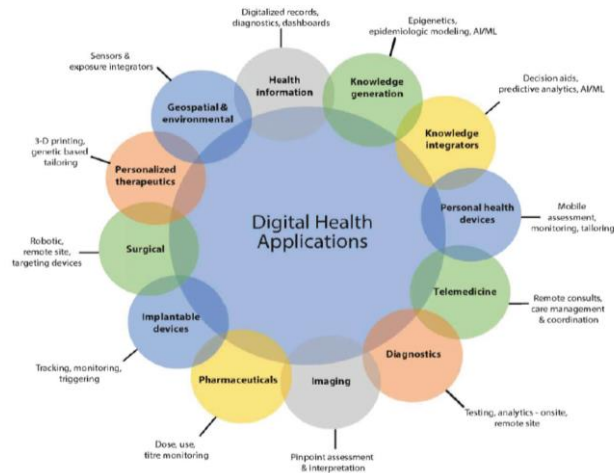 Digitalized records,
diagnostics, dashboards
Epigenetics,
epidemiologic modeling, AI/ML
Sensors &
exposure integrators
Health
information
Knowledge
generation
Decision aids,
predictive analytics, AI/ML
Geospatial &
environmental
Knowledge
integrators
3-D printing,
genetic based
tailoring
Personalized
therapeutics
Personal health
devices
Mobile
assessment,
monitoring, tailoring
Digital Health
Applications
Robotic,
remote site,
targeting devices
Surgical
Telemedicine
Remote consults,
care management
& coordination
Implantable
devices
Diagnostics
Tracking, monitoring,
triggering
Pharmaceuticals
Imaging
Testing, analytics - onsite,
remote site
Dose, use,
titre monitoring
Pinpoint assessment
& interpretation